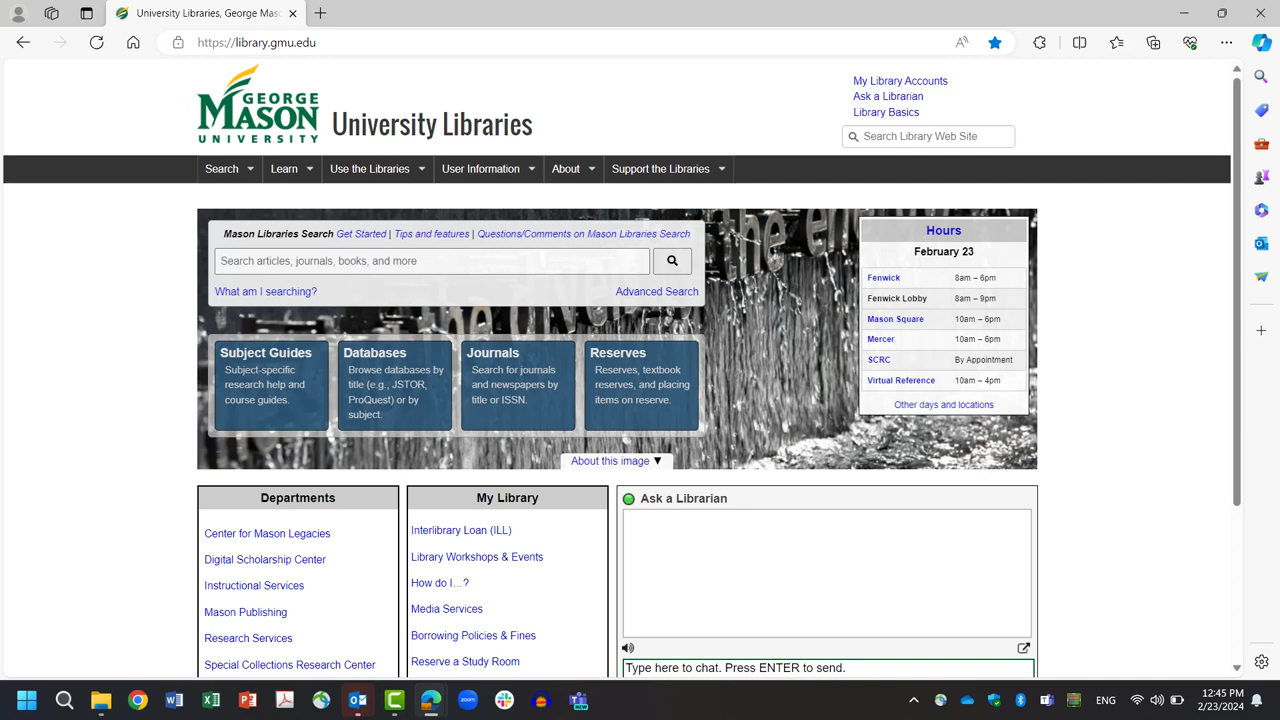 University Libraries, George Mas
https://library.gmu.edu
GEORGE
MASON
UNIVERSITY
University Libraries
My Library Accounts
Ask a Librarian
Library Basics
Search Library Web Site
Search Learn Use the Libraries User Information About Support the Libraries
Mason Libraries Search Get Started | Tips and features | Questions/Comments on Mason Libraries Search
Search articles, journals, books, and more
What am I searching? Advanced Search
Subject Guides
Subject-specific
research help and
course guides.
Databases
Browse databases by
title (e.g., JSTOR,
ProQuest) or by
subject.
Journals
Search for journals
and newspapers by
title or ISSN.
Reserves
Reserves, textbook
reserves, and placing
items on reserve.
Hours
February 23
Fenwick 8am – 6pm
Fenwick Lobby 8am – 9pm
Mason Square 10am – 6pm
Mercer 10am – 6pm
SCRC By Appointment
Virtual Reference 10am – 4pm
Other days and locations
About this image ▼
Departments
Center for Mason Legacies
Digital Scholarship Center
Instructional Services
Mason Publishing
Research Services
Special Collections Research Center
My Library
Interlibrary Loan (ILL)
Library Workshops & Events
How do I…?
Media Services
Borrowing Policies & Fines
Reserve a Study Room
Ask a Librarian
Type here to chat. Press ENTER to send.
ENG
12:45 PM
2/23/2024